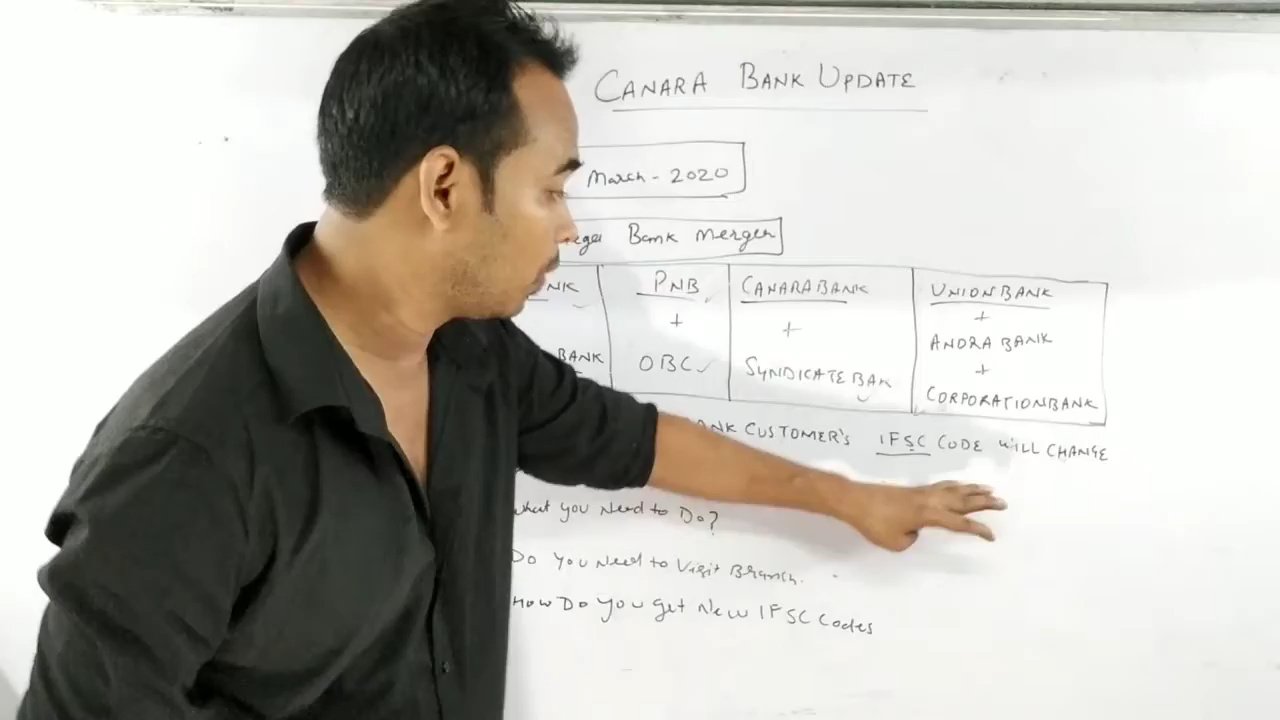 CANARA BANK UPDATE
March - 2020
Bank Merger
PNB CANARA BANK UNION BANK
+ + +
BANK OBC SYNDICATE BAK ANDRA BANK
+
CORPORATION BANK
CUSTOMER'S IFSC CODE WILL CHANGE
What you Need to Do?
Do You Need to Visit Branch.
How Do You get New IFSC Codes